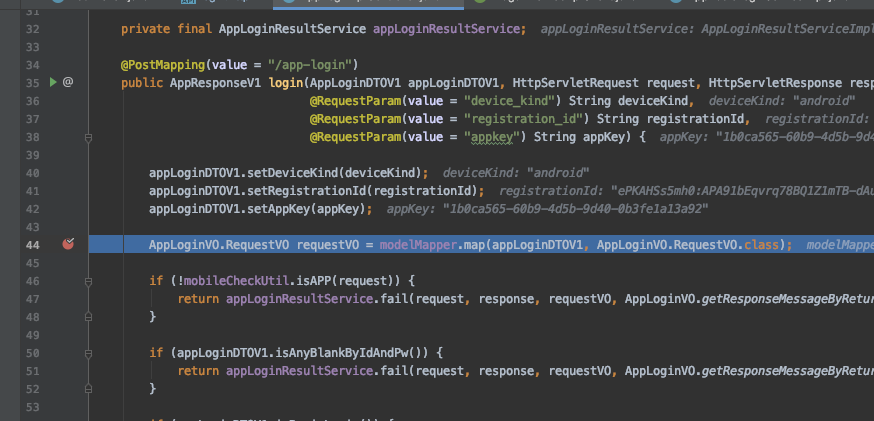 31
32 private final AppLoginResultService appLoginResultService; appLoginResultService: AppLoginResultServiceImpl
33
34 @PostMapping(value = "/app-login")
35 @ public AppResponseV1 login(AppLoginDTOV1 appLoginDTOV1, HttpServletRequest request, HttpServletResponse resp
36 @RequestParam(value = "device_kind") String deviceKind, deviceKind: "android"
37 @RequestParam(value = "registration_id") String registrationId, registrationId:
38 @RequestParam(value = "appkey") String appKey) { appKey: "1b0ca565-60b9-4d5b-9d4
39
40 appLoginDTOV1.setDeviceKind(deviceKind); deviceKind: "android"
41 appLoginDTOV1.setRegistrationId(registrationId); registrationId: "ePKAHSs5mh0:APA91bEqvrq78BQ1Z1mTB-dAu
42 appLoginDTOV1.setAppKey(appKey); appKey: "1b0ca565-60b9-4d5b-9d40-0b3fe1a13a92"
43
44 AppLoginVO.RequestVO requestVO = modelMapper.map(appLoginDTOV1, AppLoginVO.RequestVO.class); modelMappe
45
46 if (!mobileCheckUtil.isAPP(request)) {
47 return appLoginResultService.fail(request, response, requestVO, AppLoginVO.getResponseMessageByRetur
48 }
49
50 if (appLoginDTOV1.isAnyBlankByIdAndPw()) {
51 return appLoginResultService.fail(request, response, requestVO, AppLoginVO.getResponseMessageByRetur
52 }
53